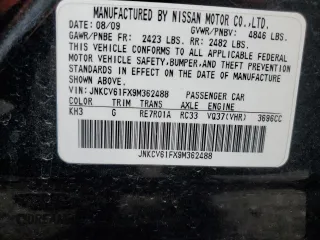 MANUFACTURED BY NISSAN MOTOR CO.,LTD.
DATE: 08/09 GVWR/PNBV: 4846 LBS.
GAWR/PNBE FR: 2423 LBS. RR: 2482 LBS.
THIS VEHICLE CONFORMS TO ALL APPLICABLE FEDERAL
MOTOR VEHICLE SAFETY,BUMPER, AND THEFT PREVENTION
STANDARDS IN EFFECT ON THE DATE OF MANUFACTURE
SHOWN ABOVE.
VIN: JNKCV61FX9M362488 PASSENGER CAR
COLOR TRIM TRANS AXLE ENGINE
KH3 G RE7R01A RC33 VQ37(VHR) 3696CC
JNKCV61FX9M362488